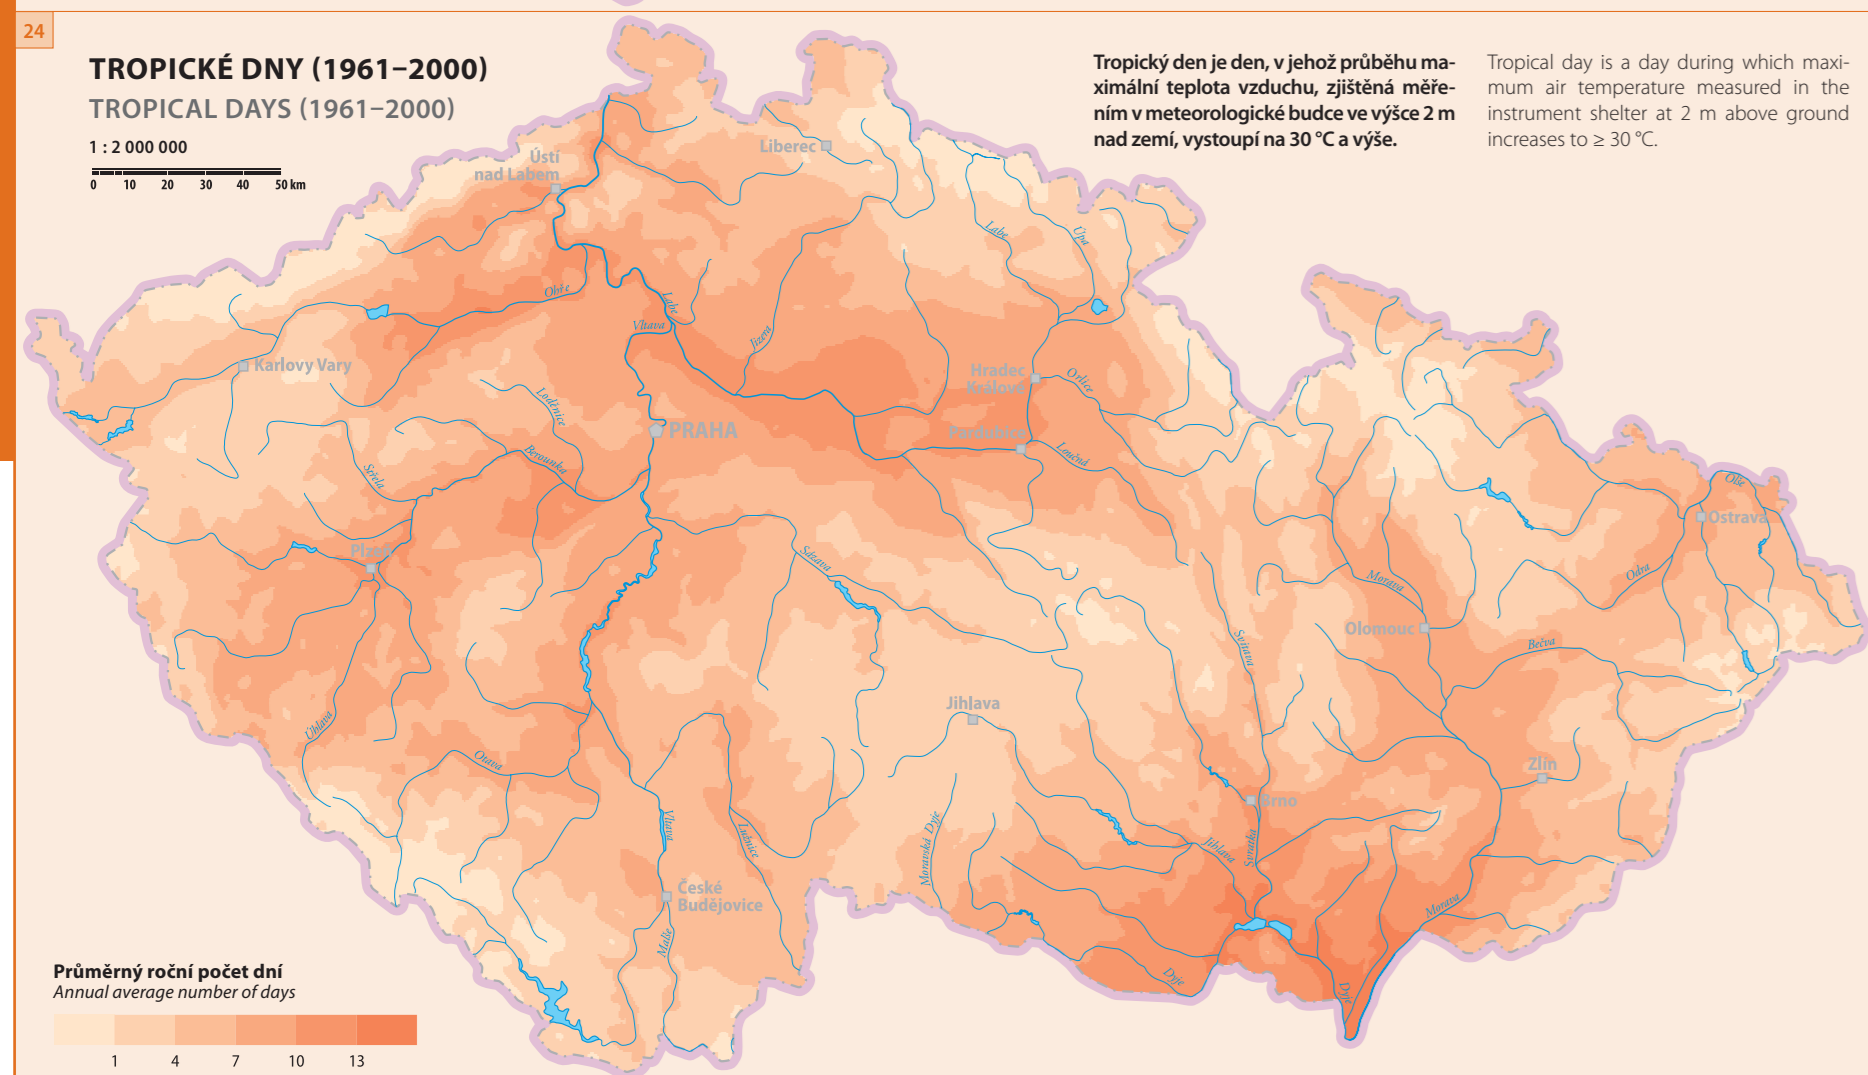 24
TROPICKÉ DNY (1961–2000)
TROPICAL DAYS (1961–2000)
1 : 2 000 000
0 10 20 30 40 50 km
Tropický den je den, v jehož průběhu ma-
ximální teplota vzduchu, zjištěná měře-
ním v meteorologické budce ve výšce 2 m
nad zemí, vystoupí na 30 °C a výše.
Tropical day is a day during which maxi-
mum air temperature measured in the
instrument shelter at 2 m above ground
increases to ≥ 30 °C.
Liberec
Ústí
nad Labem
Labe
Úpa
Ohře
Labe
Vltava
Jizera
Karlovy Vary
Hradec
Králové
Orlice
Loděnice
PRAHA
Pardubice
Loučná
Berounka
Střela
Olše
Ostrava
Plzeň
Sázava
Morava
Odra
Olomouc
Svitava
Bečva
Jihlava
Úhlava
Otava
Zlín
Brno
Vltava
Lužnice
Moravská Dyje
Jihlava
Svratka
České
Budějovice
Morava
Malše
Dyje
Dyje
Průměrný roční počet dní
Annual average number of days
1 4 7 10 13